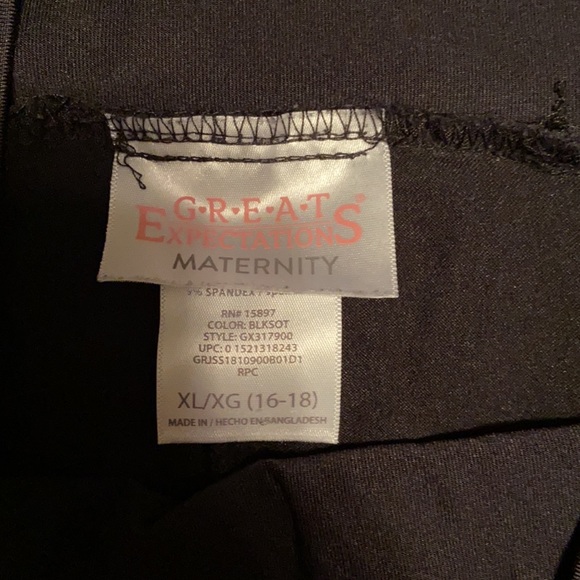 G·R·E·A·T
EXPECTATIONS®
MATERNITY
% SPANDEX /
RN# 15897
COLOR: BLKSOT
STYLE: GX317900
UPC: 0 1521318243
GRJSS1810900B01D1
RPC
XL/XG (16-18)
MADE IN / HECHO EN BANGLADESH